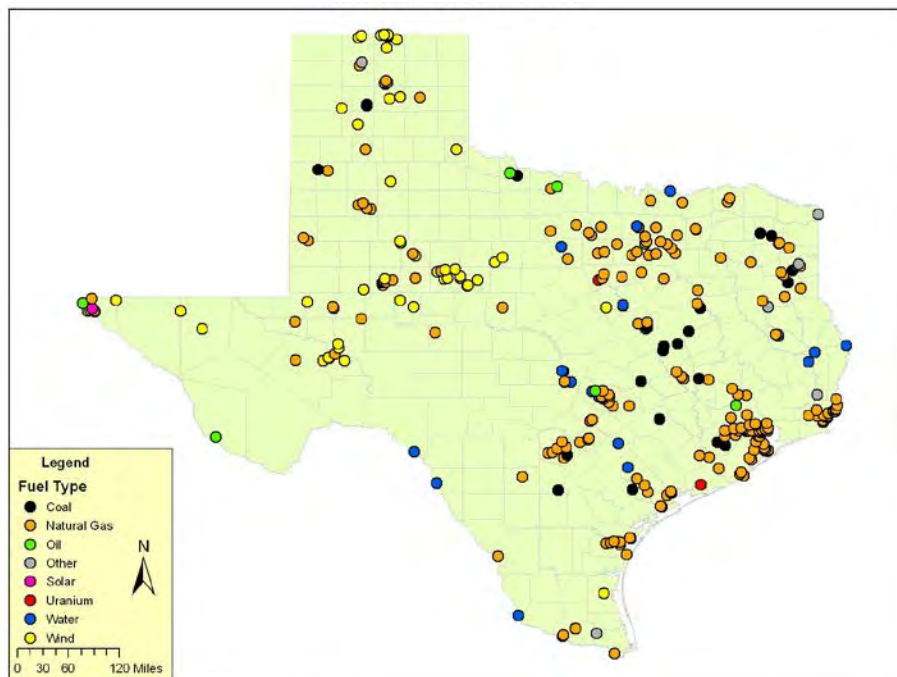 Legend
Fuel Type
Coal
Natural Gas
Oil
Other
Solar
Uranium
Water
Wind
N
0 30 60 120 Miles